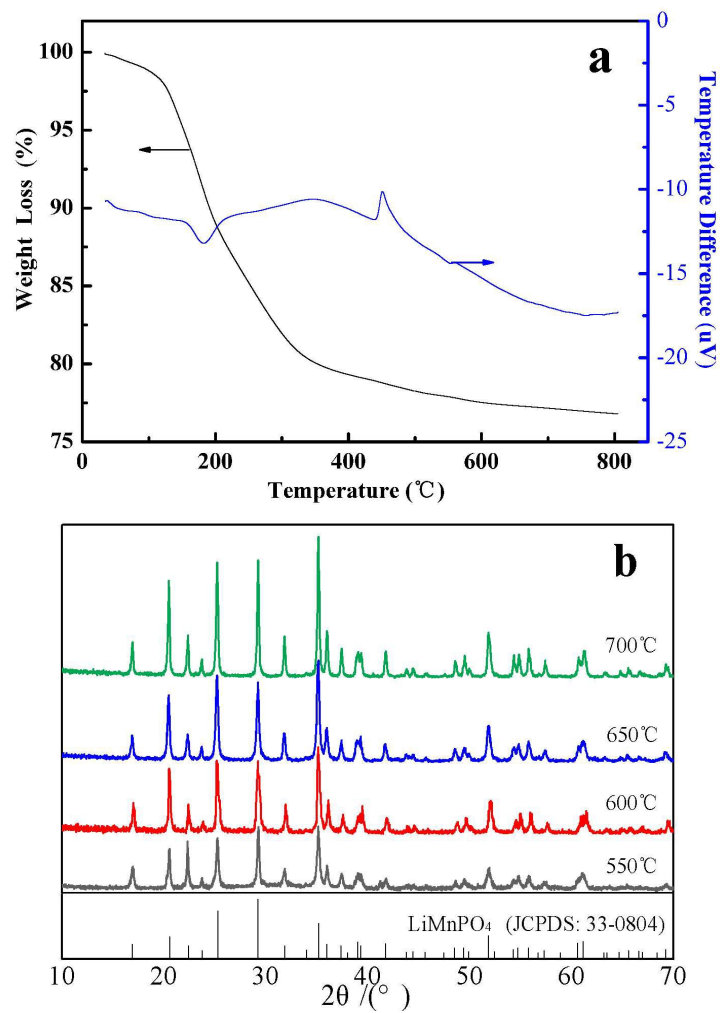 a
Weight Loss (%)
100
95
90
85
80
75
0
-5
-10
-15
-20
-25
Temperature Difference (uV)
0 200 400 600 800
Temperature (℃)
b
700℃
650℃
600℃
550℃
LiMnPO₄ (JCPDS: 33-0804)
10 20 30 40 50 60 70
2θ /(°)